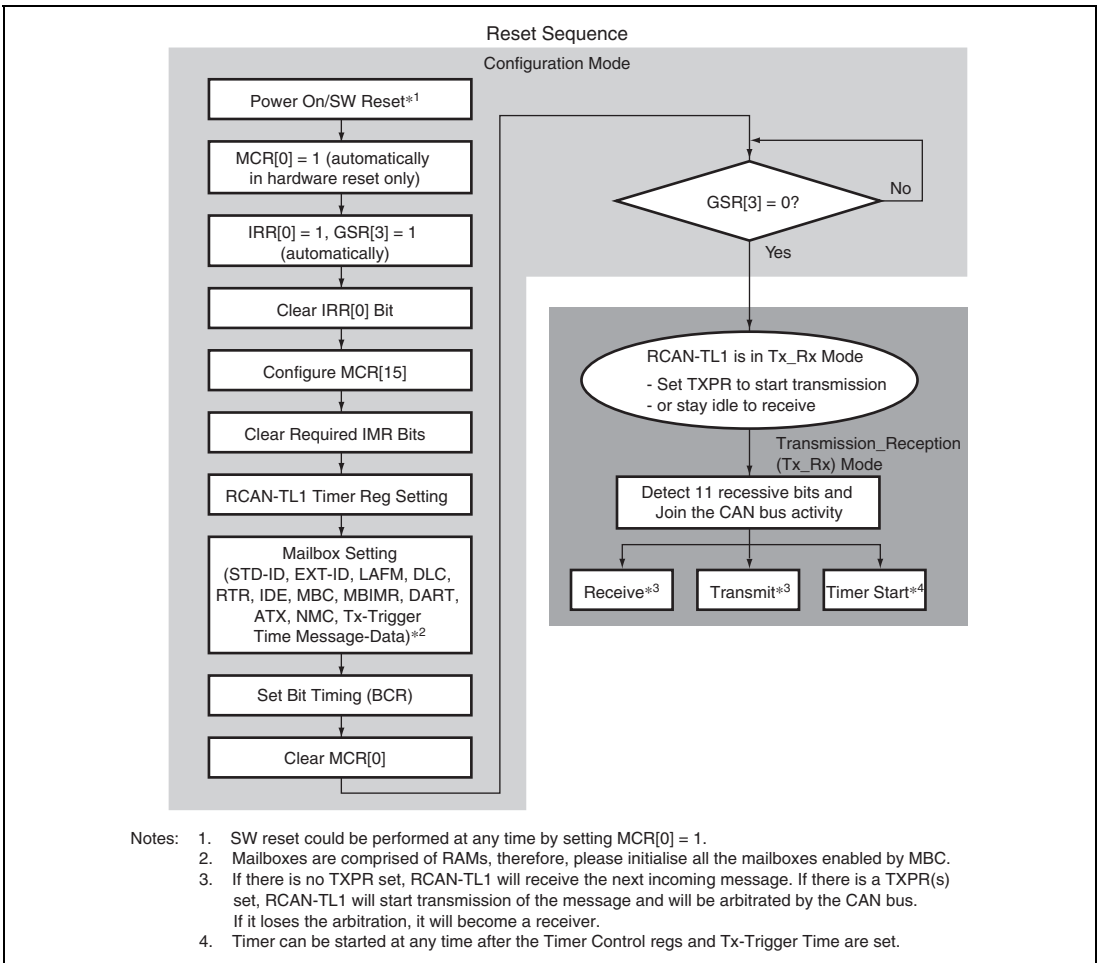 Reset Sequence
Configuration Mode
Power On/SW Reset*1
MCR[0] = 1 (automatically
in hardware reset only)
IRR[0] = 1, GSR[3] = 1
(automatically)
Clear IRR[0] Bit
Configure MCR[15]
Clear Required IMR Bits
RCAN-TL1 Timer Reg Setting
Mailbox Setting
(STD-ID, EXT-ID, LAFM, DLC,
RTR, IDE, MBC, MBIMR, DART,
ATX, NMC, Tx-Trigger
Time Message-Data)*2
Set Bit Timing (BCR)
Clear MCR[0]
GSR[3] = 0?
No
Yes
RCAN-TL1 is in Tx_Rx Mode
- Set TXPR to start transmission
- or stay idle to receive
Transmission_Reception
(Tx_Rx) Mode
Detect 11 recessive bits and
Join the CAN bus activity
Receive*3
Transmit*3
Timer Start*4
Notes: 1. SW reset could be performed at any time by setting MCR[0] = 1.
2. Mailboxes are comprised of RAMs, therefore, please initialise all the mailboxes enabled by MBC.
3. If there is no TXPR set, RCAN-TL1 will receive the next incoming message. If there is a TXPR(s)
set, RCAN-TL1 will start transmission of the message and will be arbitrated by the CAN bus.
If it loses the arbitration, it will become a receiver.
4. Timer can be started at any time after the Timer Control regs and Tx-Trigger Time are set.